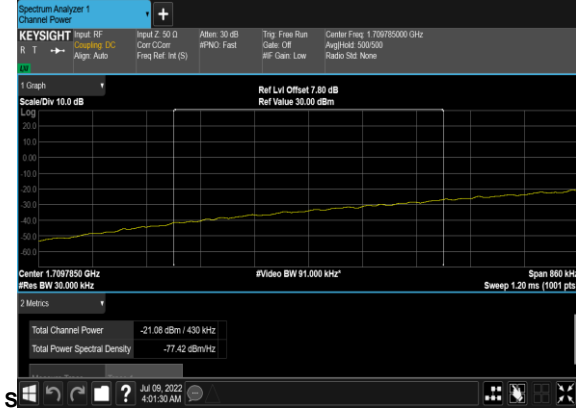 Spectrum Analyzer 1
Channel Power
+
KEYSIGHT
R T
Input: RF
Coupling: DC
Align: Auto
Input Z: 50 Ω
Corr CCorr
Freq Ref: Int (S)
Atten: 30 dB
#PNO: Fast
Trig: Free Run
Gate: Off
#IF Gain: Low
Center Freq: 1.709785000 GHz
Avg|Hold: 500/500
Radio Std: None
1 Graph
Ref Lvl Offset 7.80 dB
Scale/Div 10.0 dB
Ref Value 30.00 dBm
Log
20.0
10.0
0.00
-10.0
-20.0
-30.0
-40.0
-50.0
-60.0
Center 1.7097850 GHz
#Video BW 91.000 kHz*
Span 860 kHz
#Res BW 30.000 kHz
Sweep 1.20 ms (1001 pts)
2 Metrics
Total Channel Power -21.08 dBm / 430 kHz
Total Power Spectral Density -77.42 dBm/Hz
S
?
Jul 09, 2022
4:01:30 AM